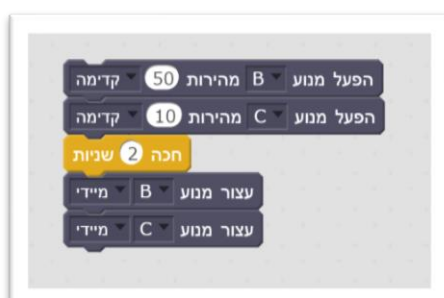 הפעל מנוע B מהירות 50 קדימה
הפעל מנוע C מהירות 10 קדימה
חכה 2 שניות
עצור מנוע B מיידי
עצור מנוע C מיידי